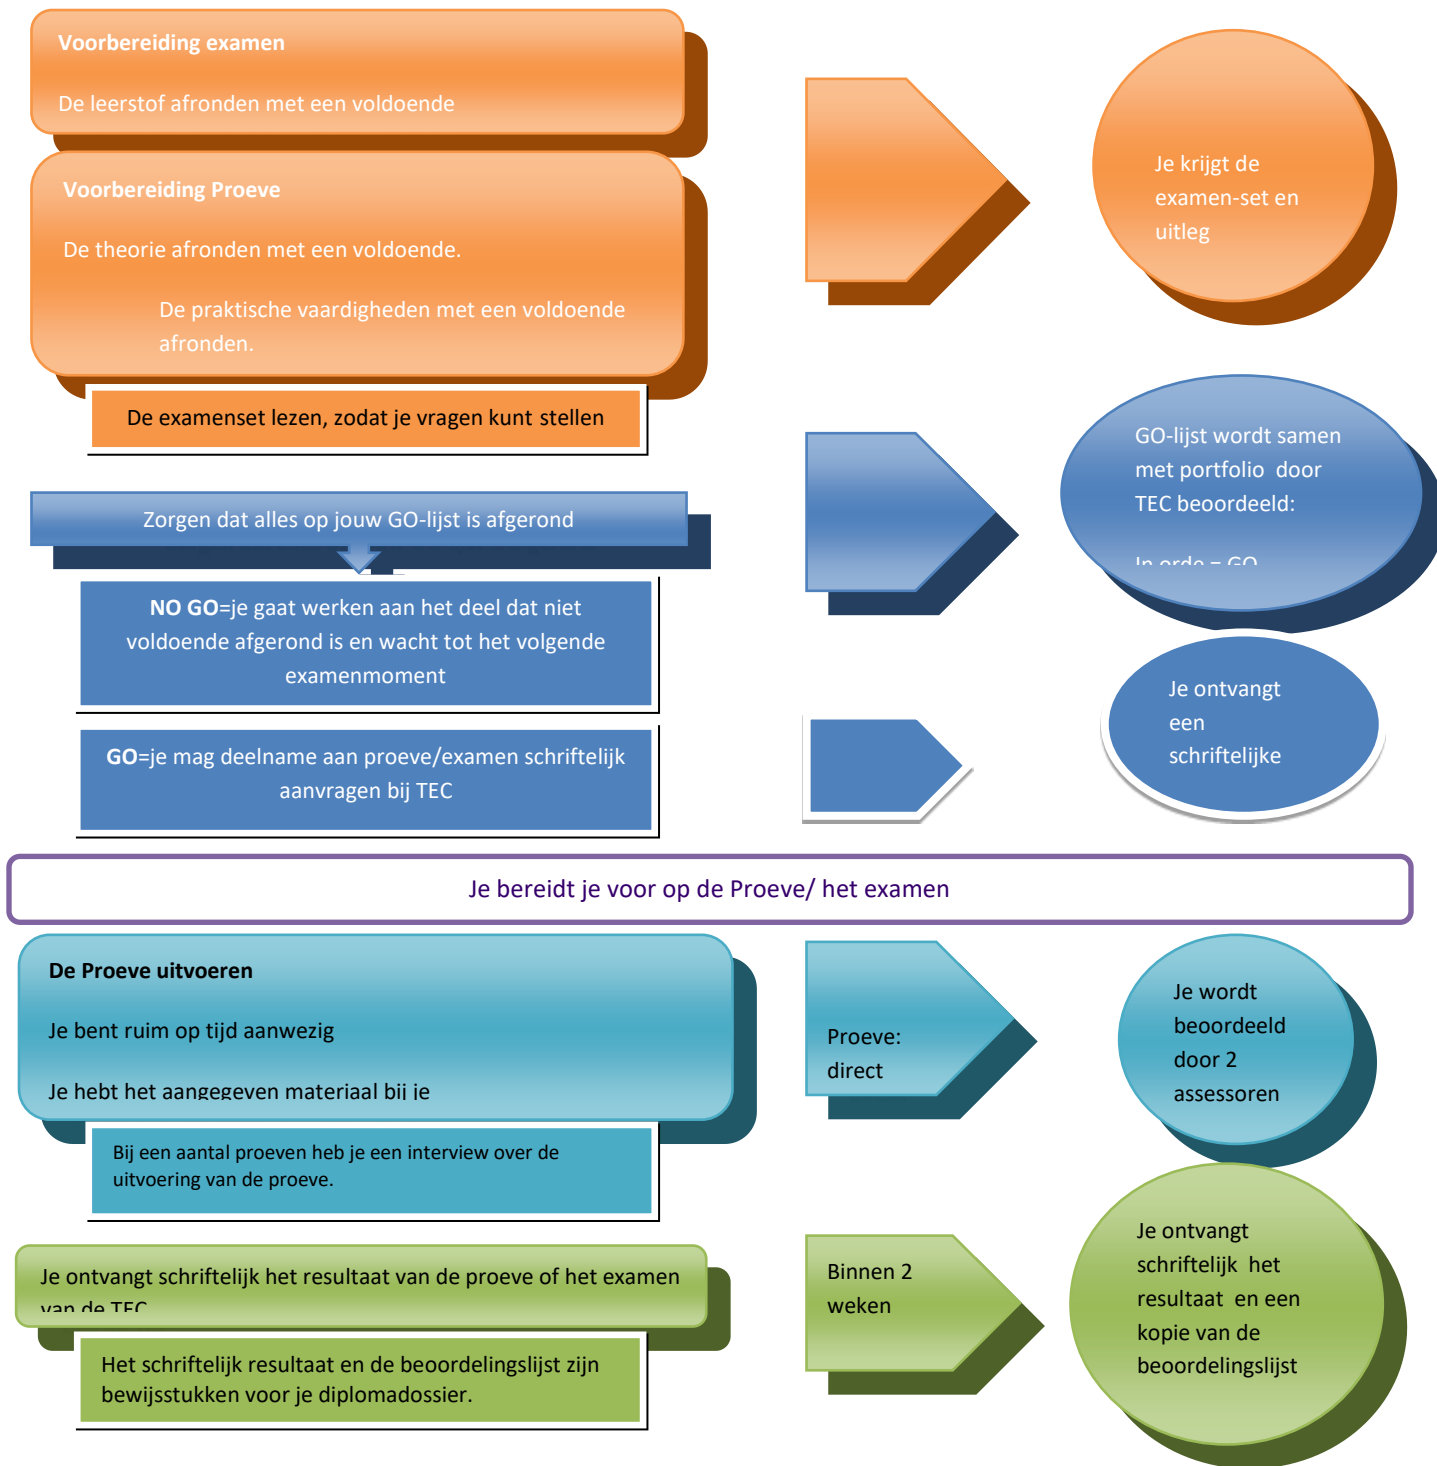 Voorbereiding examen
De leerstof afronden met een voldoende
Voorbereiding Proeve
De theorie afronden met een voldoende.
De praktische vaardigheden met een voldoende
afronden.
De examenset lezen, zodat je vragen kunt stellen
Je krijgt de
examen-set en
uitleg
Zorgen dat alles op jouw GO-lijst is afgerond
NO GO=je gaat werken aan het deel dat niet
voldoende afgerond is en wacht tot het volgende
examenmoment
GO=je mag deelname aan proeve/examen schriftelijk
aanvragen bij TEC
GO-lijst wordt samen
met portfolio door
TEC beoordeeld:
In orde = GO
Je ontvangt
een
schriftelijke
Je bereidt je voor op de Proeve/ het examen
De Proeve uitvoeren
Je bent ruim op tijd aanwezig
Je hebt het aangegeven materiaal bij je
Bij een aantal proeven heb je een interview over de
uitvoering van de proeve.
Proeve:
direct
Je wordt
beoordeeld
door 2
assessoren
Je ontvangt schriftelijk het resultaat van de proeve of het examen
van de TEC
Het schriftelijk resultaat en de beoordelingslijst zijn
bewijsstukken voor je diplomadossier.
Binnen 2
weken
Je ontvangt
schriftelijk het
resultaat en een
kopie van de
beoordelingslijst